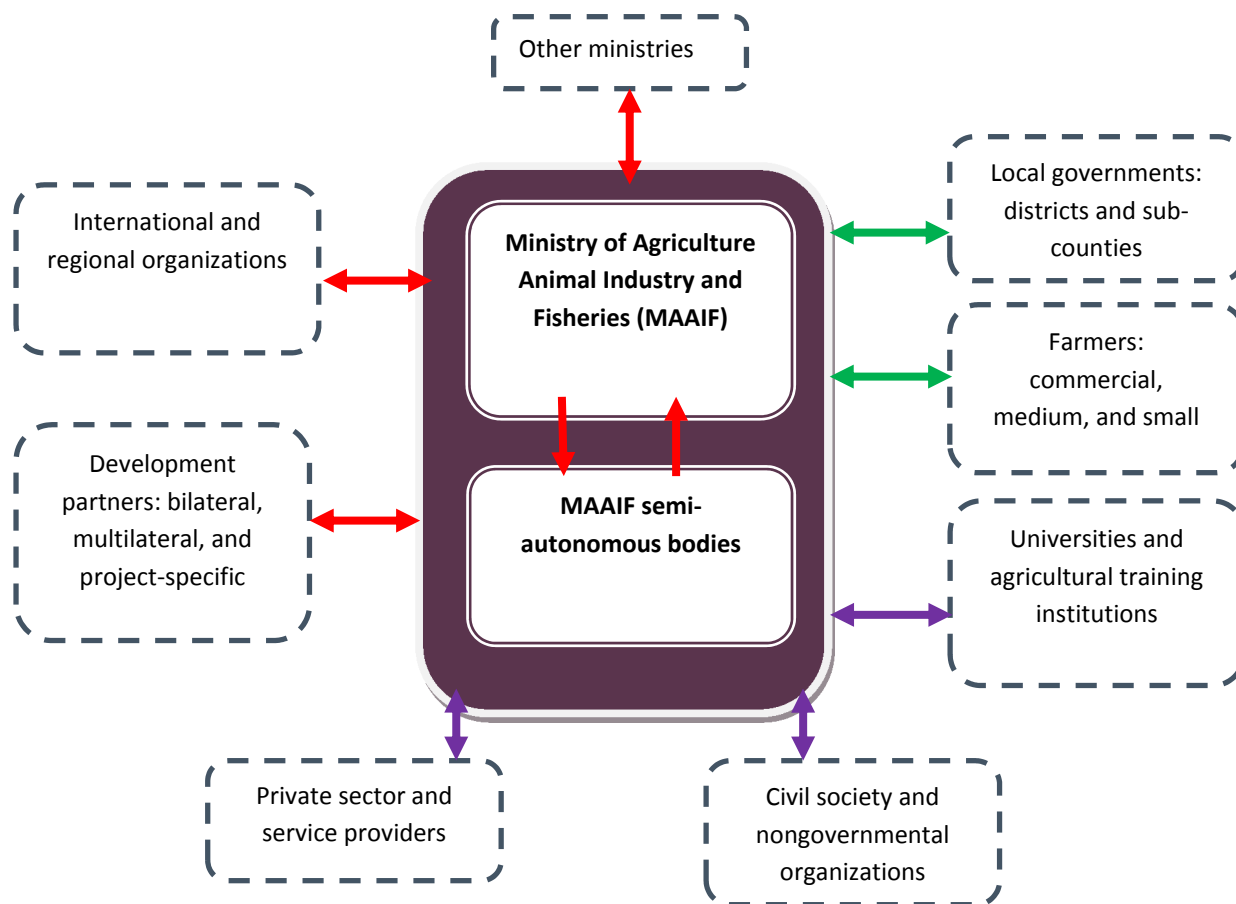 Other ministries
International and
regional organizations
Ministry of Agriculture
Animal Industry and
Fisheries (MAAIF)
Local governments:
districts and sub-
counties
Farmers:
commercial,
medium, and small
Development
partners: bilateral,
multilateral, and
project-specific
MAAIF semi-
autonomous bodies
Universities and
agricultural training
institutions
Private sector and
service providers
Civil society and
nongovernmental
organizations